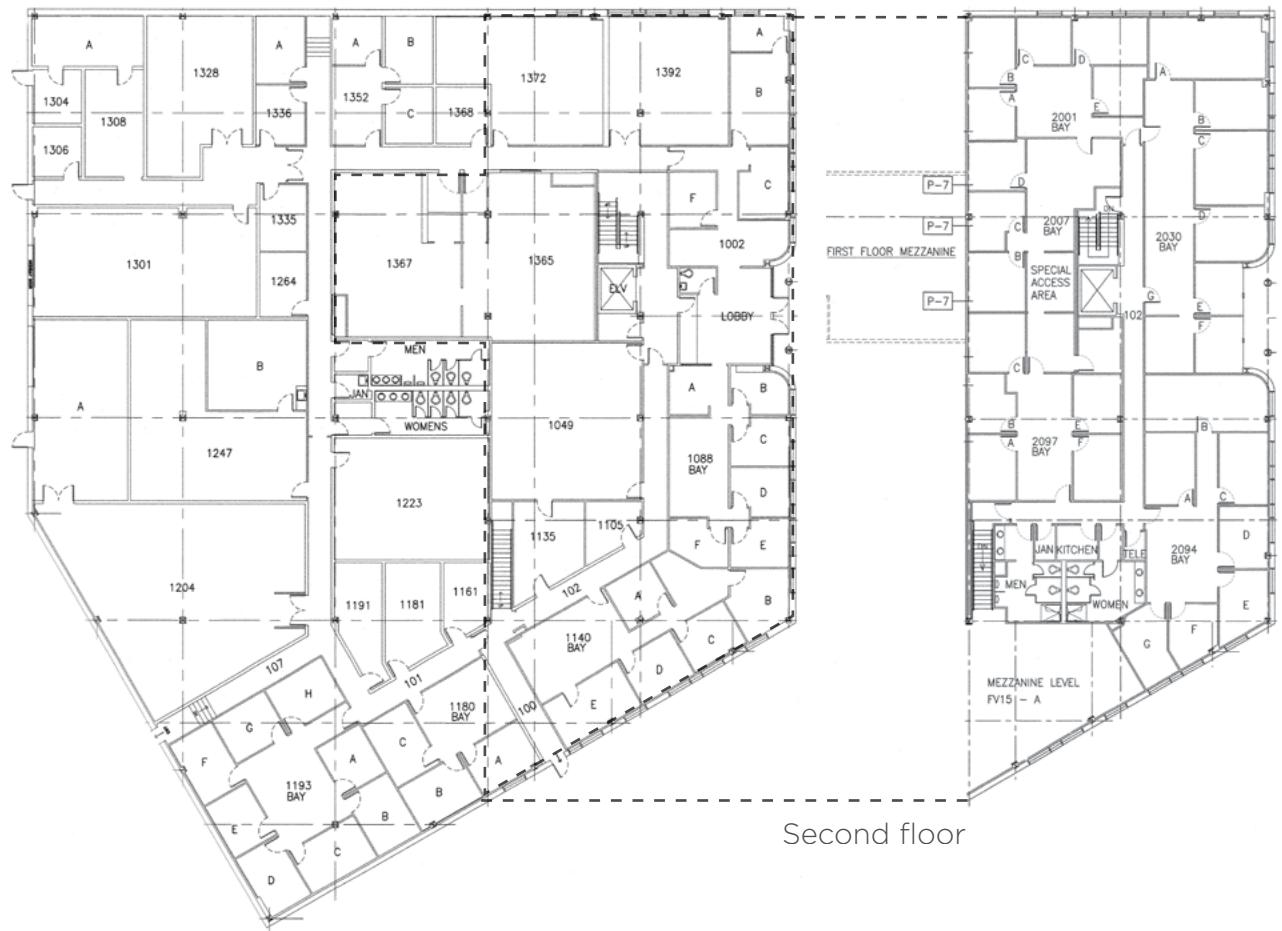 A
1328
A
A
B
1372
1392
A
B
1304
1308
1336
1352
C
1368
1306
C
F
1335
1301
1264
1367
1365
1002
ELV
LOBBY
MEN
JAN
WOMENS
A
B
1247
1049
A
B
C
1088
BAY
D
1223
1135
1105
F
E
1204
1191
1181
1161
102
A
B
1140
BAY
C
D
E
107
101
100
H
G
F
1180
BAY
C
A
B
1193
BAY
A
B
E
C
D
C
D
A
B
A
E
2001
BAY
B
C
D
P-7
P-7
P-7
FIRST FLOOR MEZZANINE
C
2007
BAY
B
DN
D
2030
BAY
SPECIAL
ACCESS
AREA
G
E
F
102
C
B
A
2097
BAY
E
F
B
A
C
DN
JAN
KITCHEN
TELE
2094
BAY
D
MEN
WOMEN
E
F
G
MEZZANINE LEVEL
FV15 - A
Second floor